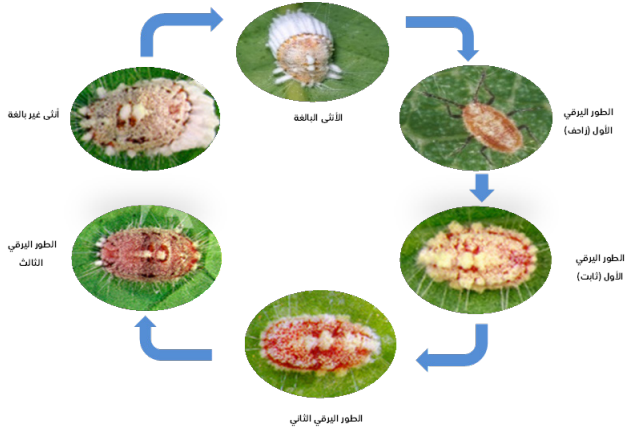 الأنثى البالغة
الطور اليرقي
الأول (زاحف)
الطور اليرقي
الأول (ثابت)
الطور اليرقي الثاني
الطور اليرقي
الثالث
أنثى غير بالغة